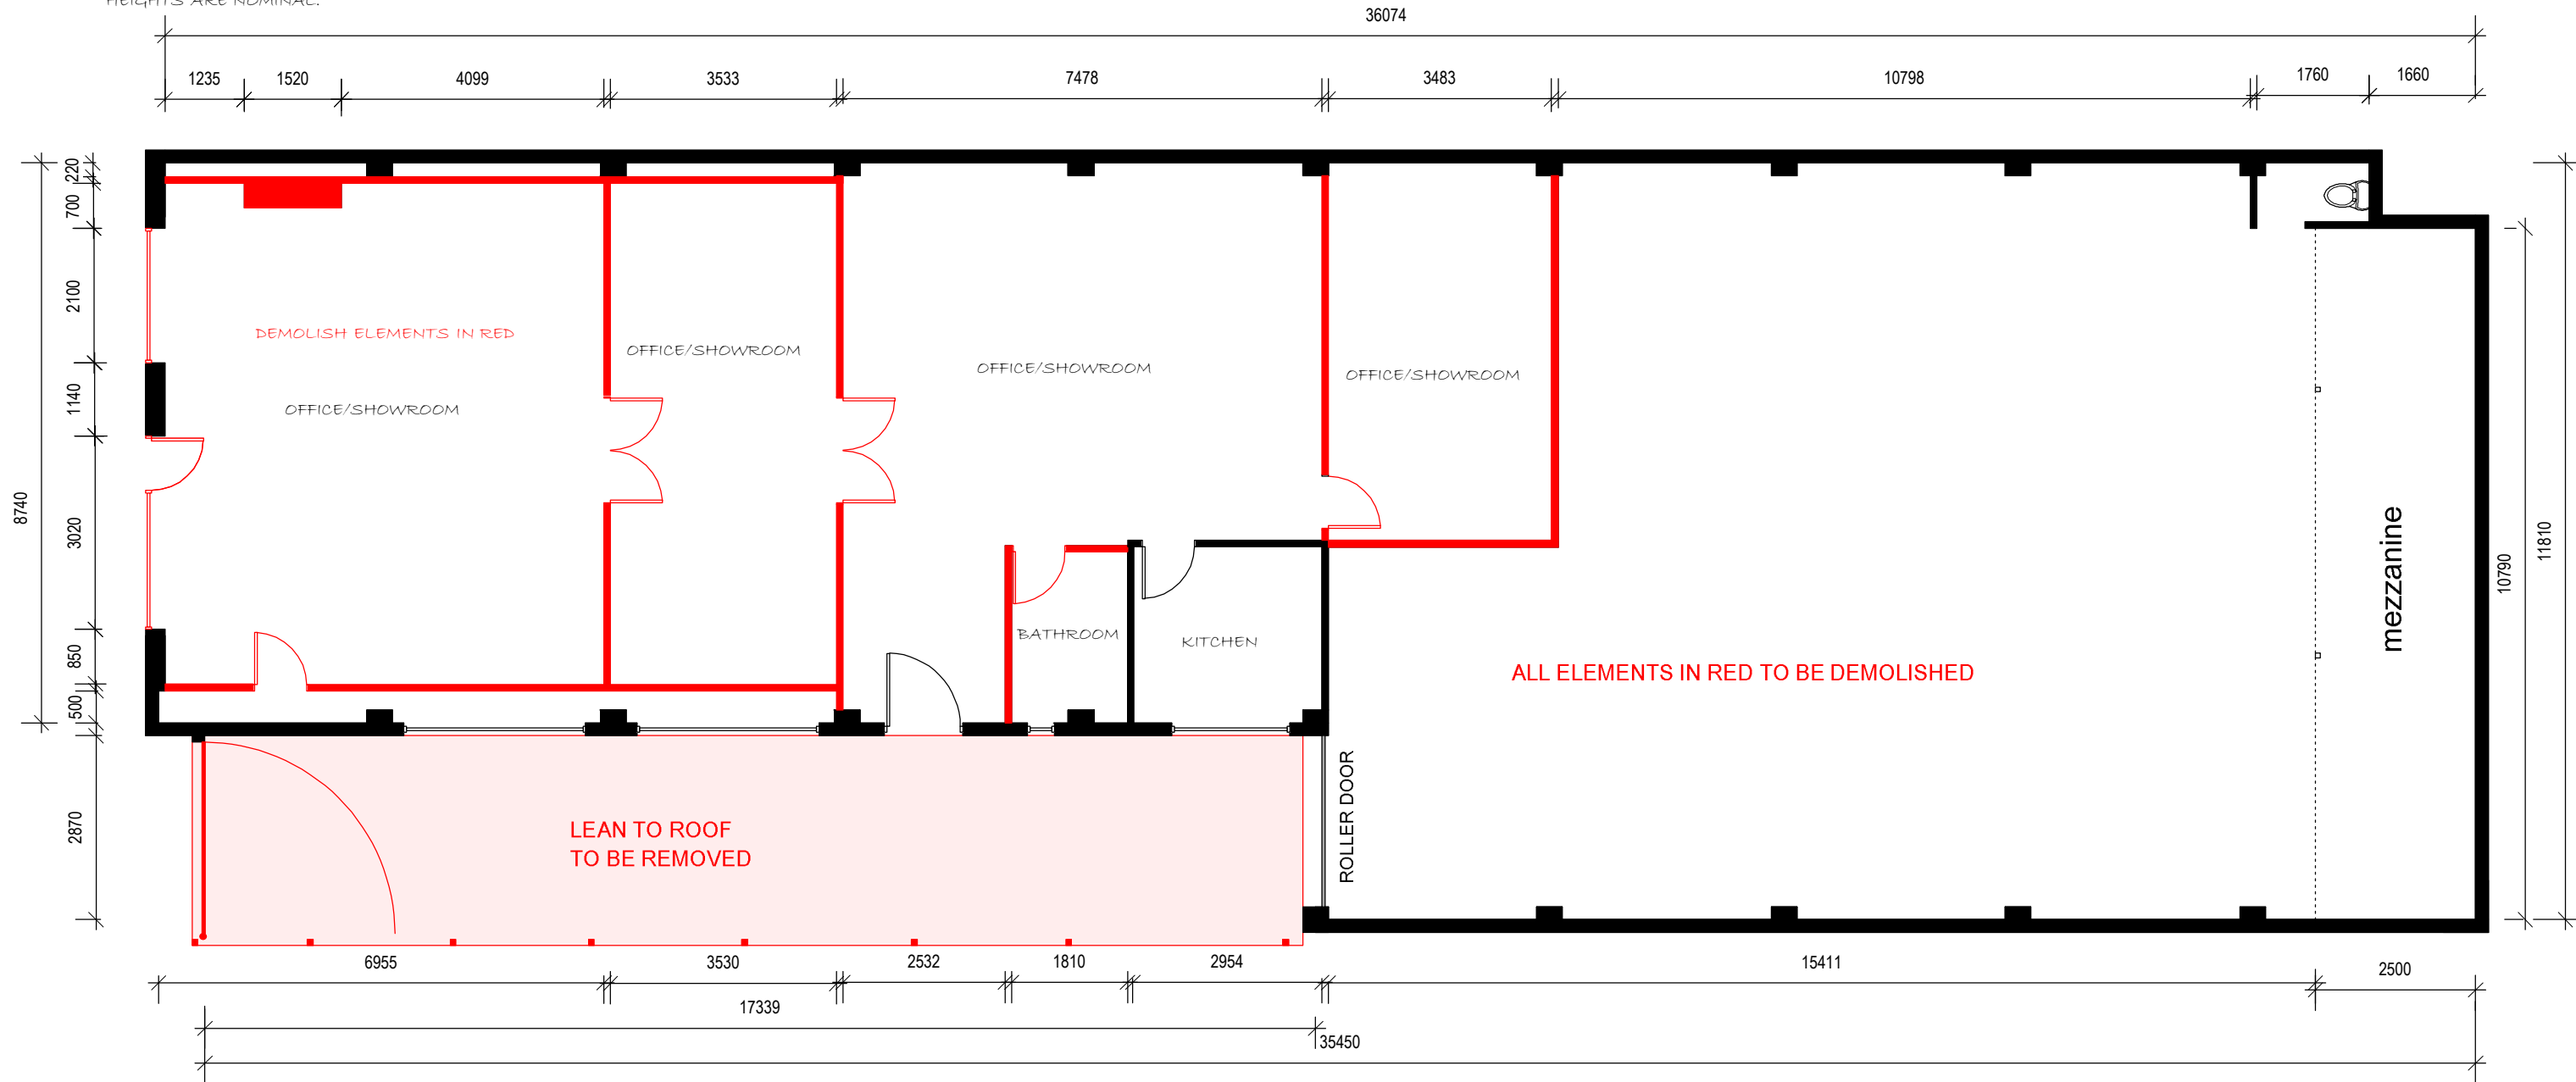 HEIGHTS ARE NOMINAL.
36074
1235 1520 4099 3533 7478 3483 10798 1760 1660
220
700
2100
1140
3020
850
500
2870
8740
DEMOLISH ELEMENTS IN RED
OFFICE/SHOWROOM
OFFICE/SHOWROOM
OFFICE/SHOWROOM
OFFICE/SHOWROOM
BATHROOM
KITCHEN
ALL ELEMENTS IN RED TO BE DEMOLISHED
mezzanine
10790
11810
LEAN TO ROOF
TO BE REMOVED
ROLLER DOOR
6955 3530 2532 1810 2954 15411 2500
17339
35450